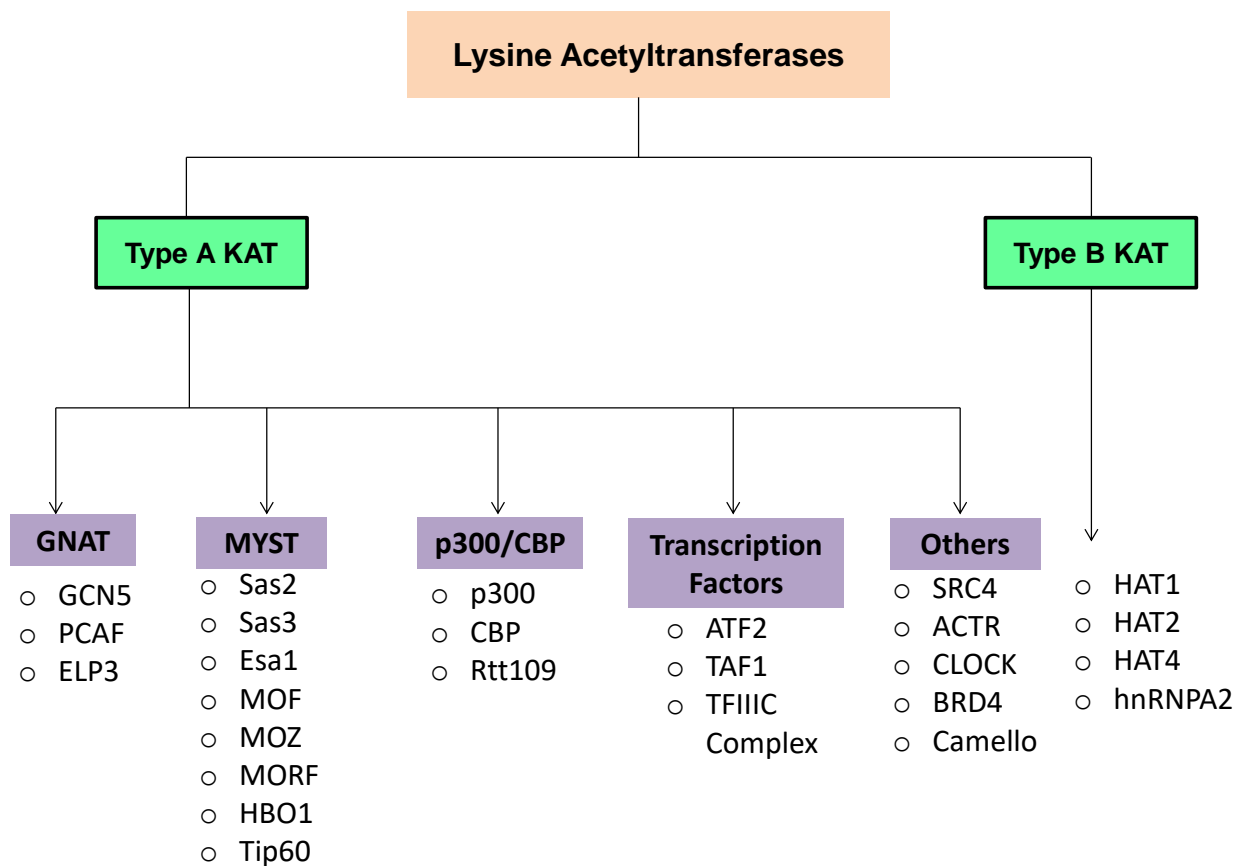 Lysine Acetyltransferases
Type A KAT
Type B KAT
GNAT
○ GCN5
○ PCAF
○ ELP3
MYST
○ Sas2
○ Sas3
○ Esa1
○ MOF
○ MOZ
○ MORF
○ HBO1
○ Tip60
p300/CBP
○ p300
○ CBP
○ Rtt109
Transcription
Factors
○ ATF2
○ TAF1
○ TFIIIC
Complex
Others
○ SRC4
○ ACTR
○ CLOCK
○ BRD4
○ Camello
○ HAT1
○ HAT2
○ HAT4
○ hnRNPA2